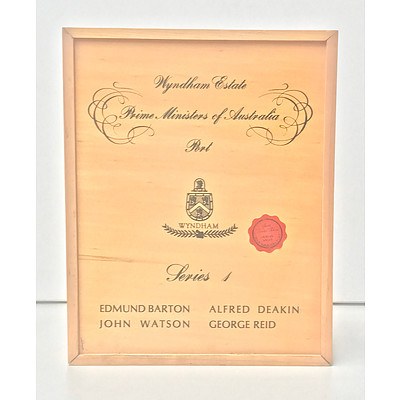 Wyndham Estate
Prime Ministers of Australia
Port
WYNDHAM
Series 1
EDMUND BARTON ALFRED DEAKIN
JOHN WATSON GEORGE REID